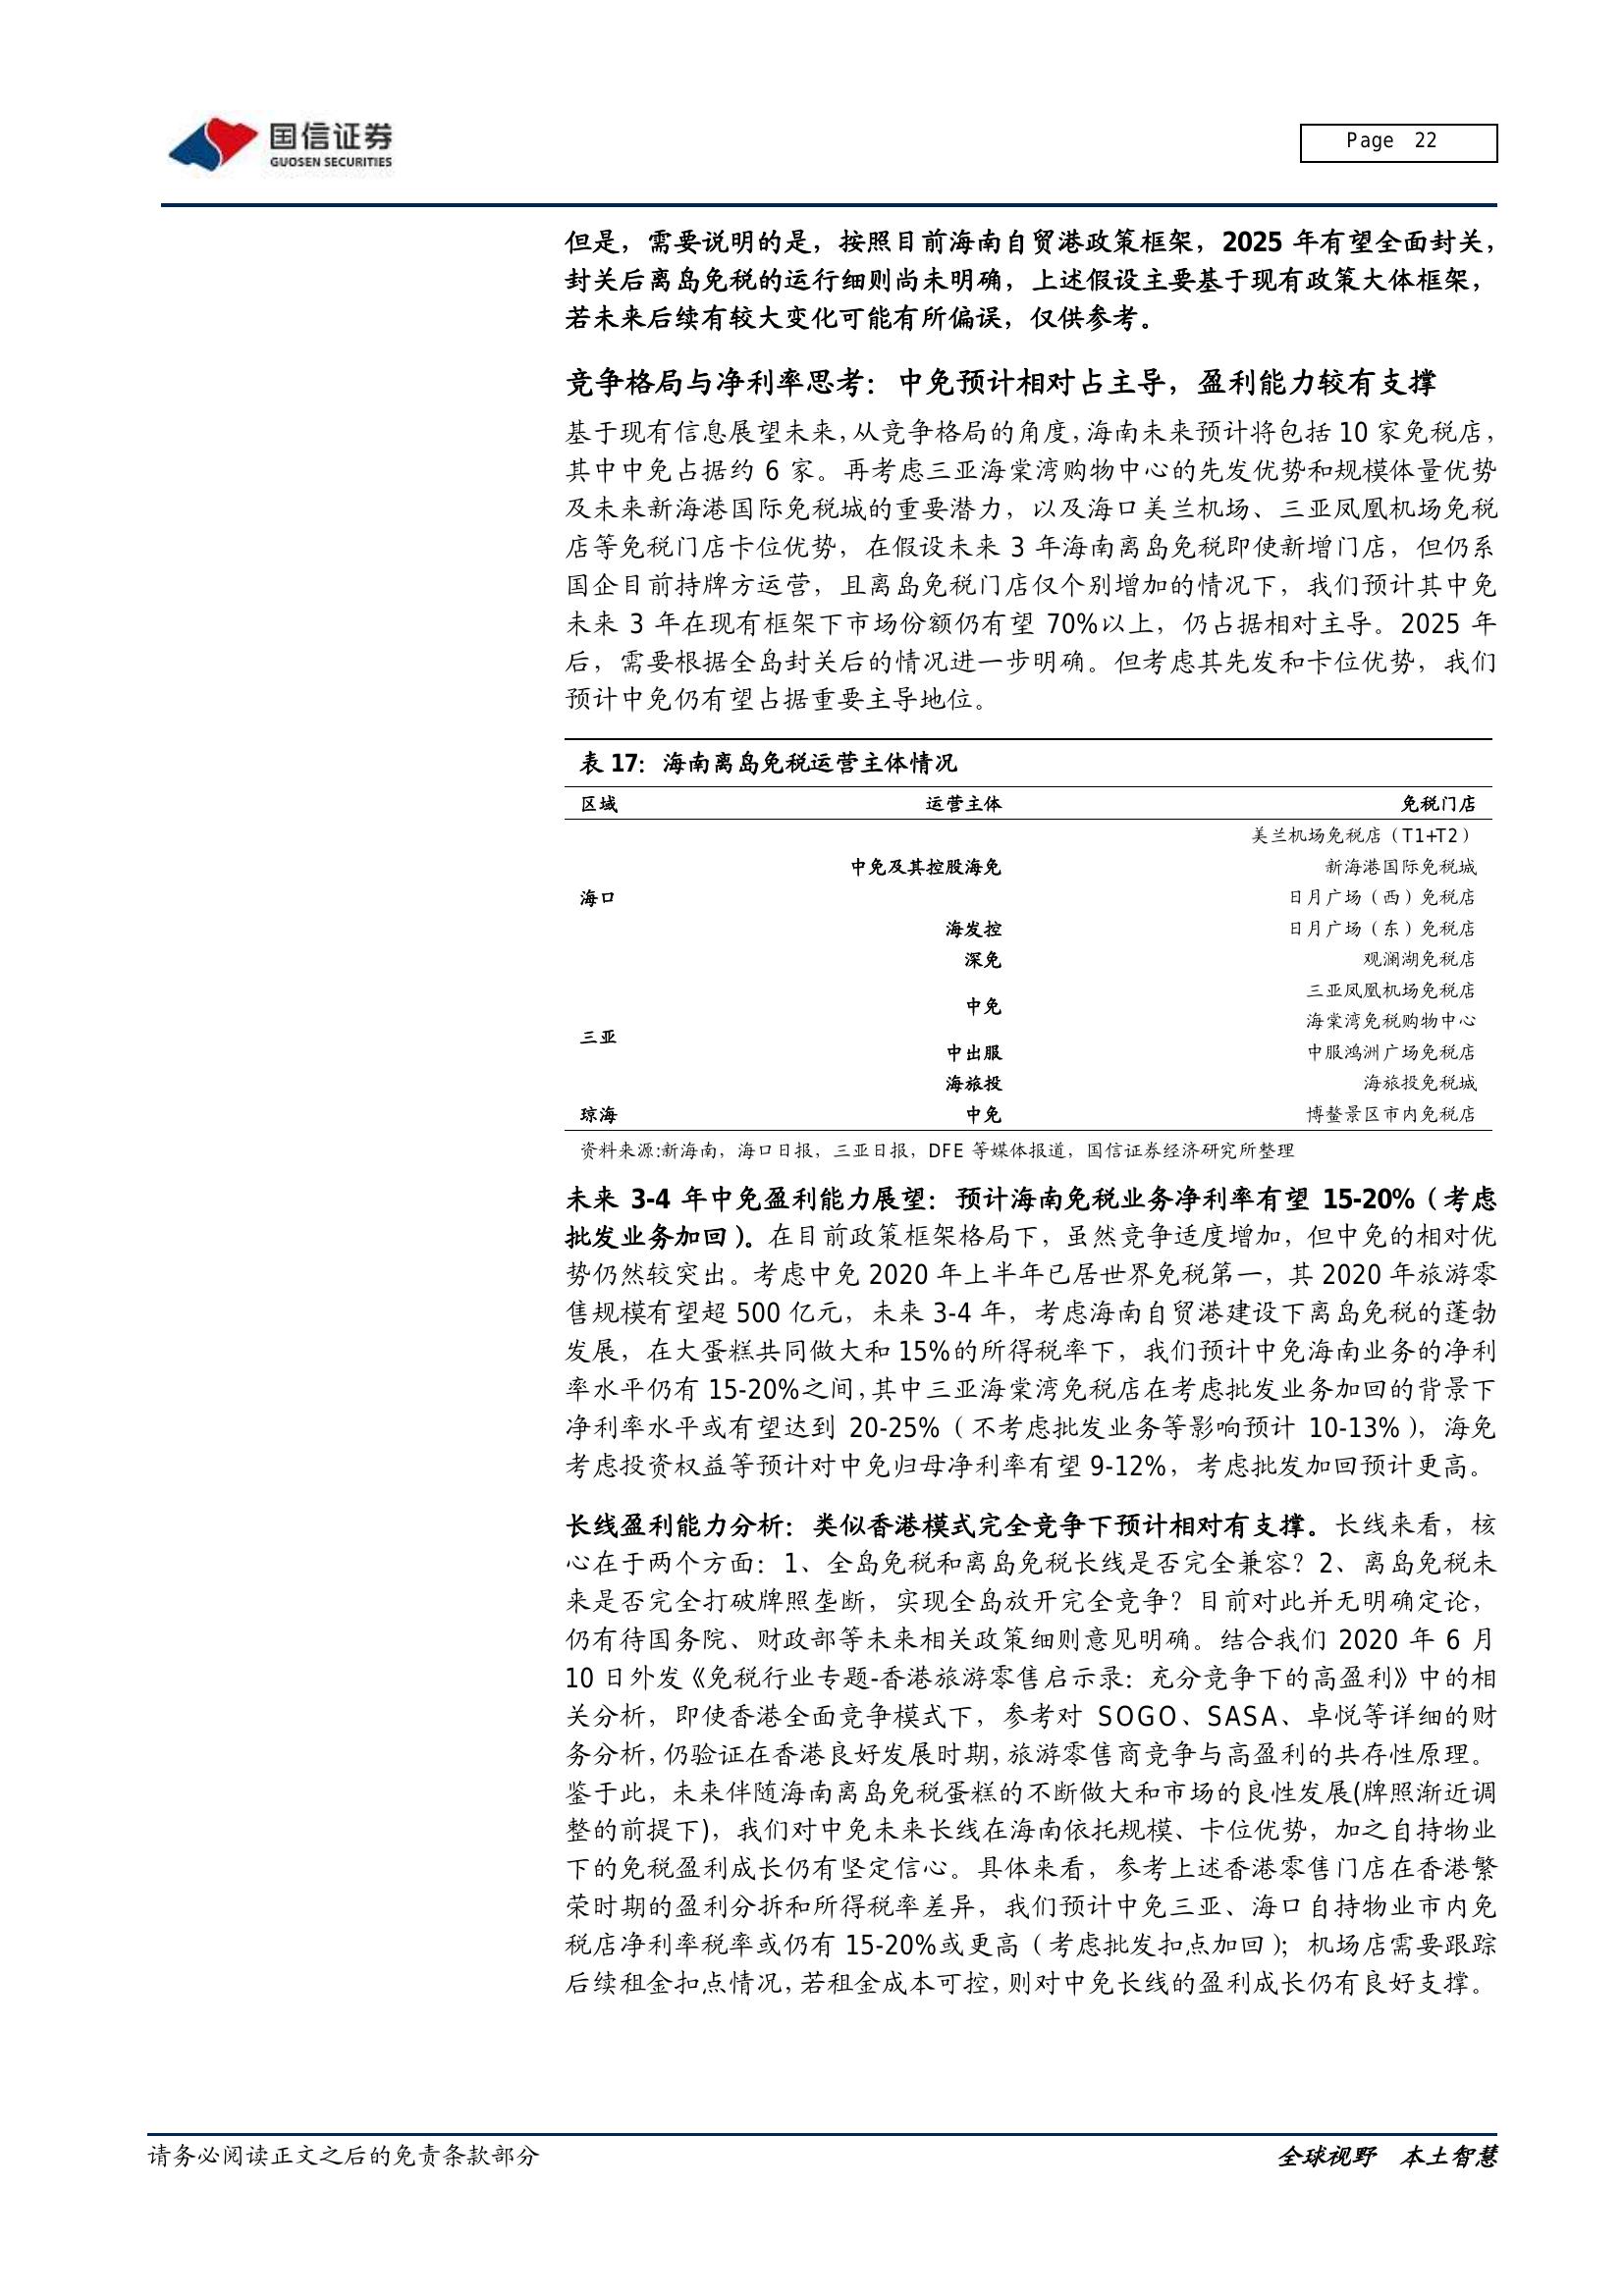 国信证券
GUOSEN SECURITIES
Page 22
但是，需要说明的是，按照目前海南自贸港政策框架，2025 年有望全面封关，
封关后离岛免税的运行细则尚未明确，上述假设主要基于现有政策大体框架，
若未来后续有较大变化可能有所偏误，仅供参考。
竞争格局与净利率思考：中免预计相对占主导，盈利能力较有支撑
基于现有信息展望未来，从竞争格局的角度，海南未来预计将包括 10 家免税店，
其中中免占据约 6 家。再考虑三亚海棠湾购物中心的先发优势和规模体量优势
及未来新海港国际免税城的重要潜力，以及海口美兰机场、三亚凤凰机场免税
店等免税门店卡位优势，在假设未来 3 年海南离岛免税即使新增门店，但仍系
国企目前持牌方运营，且离岛免税门店仅个别增加的情况下，我们预计其中免
未来 3 年在现有框架下市场份额仍有望 70%以上，仍占据相对主导。2025 年
后，需要根据全岛封关后的情况进一步明确。但考虑其先发和卡位优势，我们
预计中免仍有望占据重要主导地位。
表 17：海南离岛免税运营主体情况
区域 运营主体 免税门店
美兰机场免税店（T1+T2）
中免及其控股海免 新海港国际免税城
海口 日月广场（西）免税店
海发控 日月广场（东）免税店
深免 观澜湖免税店
三亚凤凰机场免税店
中免
海棠湾免税购物中心
三亚
中出服 中服鸿洲广场免税店
海旅投 海旅投免税城
琼海 中免 博鳌景区市内免税店
资料来源:新海南，海口日报，三亚日报，DFE 等媒体报道，国信证券经济研究所整理
未来 3-4 年中免盈利能力展望：预计海南免税业务净利率有望 15-20%（考虑
批发业务加回）。在目前政策框架格局下，虽然竞争适度增加，但中免的相对优
势仍然较突出。考虑中免 2020 年上半年已居世界免税第一，其 2020 年旅游零
售规模有望超 500 亿元，未来 3-4 年，考虑海南自贸港建设下离岛免税的蓬勃
发展，在大蛋糕共同做大和 15%的所得税率下，我们预计中免海南业务的净利
率水平仍有 15-20%之间，其中三亚海棠湾免税店在考虑批发业务加回的背景下
净利率水平或有望达到 20-25%（不考虑批发业务等影响预计 10-13%），海免
考虑投资权益等预计对中免归母净利率有望 9-12%，考虑批发加回预计更高。
长线盈利能力分析：类似香港模式完全竞争下预计相对有支撑。长线来看，核
心在于两个方面：1、全岛免税和离岛免税长线是否完全兼容？2、离岛免税未
来是否完全打破牌照垄断，实现全岛放开完全竞争？目前对此并无明确定论，
仍有待国务院、财政部等未来相关政策细则意见明确。结合我们 2020 年 6 月
10 日外发《免税行业专题-香港旅游零售启示录：充分竞争下的高盈利》中的相
关分析，即使香港全面竞争模式下，参考对 SOGO、SASA、卓悦等详细的财
务分析，仍验证在香港良好发展时期，旅游零售商竞争与高盈利的共存性原理。
鉴于此，未来伴随海南离岛免税蛋糕的不断做大和市场的良性发展(牌照渐近调
整的前提下)，我们对中免未来长线在海南依托规模、卡位优势，加之自持物业
下的免税盈利成长仍有坚定信心。具体来看，参考上述香港零售门店在香港繁
荣时期的盈利分拆和所得税率差异，我们预计中免三亚、海口自持物业市内免
税店净利率税率或仍有 15-20%或更高（考虑批发扣点加回）；机场店需要跟踪
后续租金扣点情况，若租金成本可控，则对中免长线的盈利成长仍有良好支撑。
请务必阅读正文之后的免责条款部分
全球视野 本土智慧